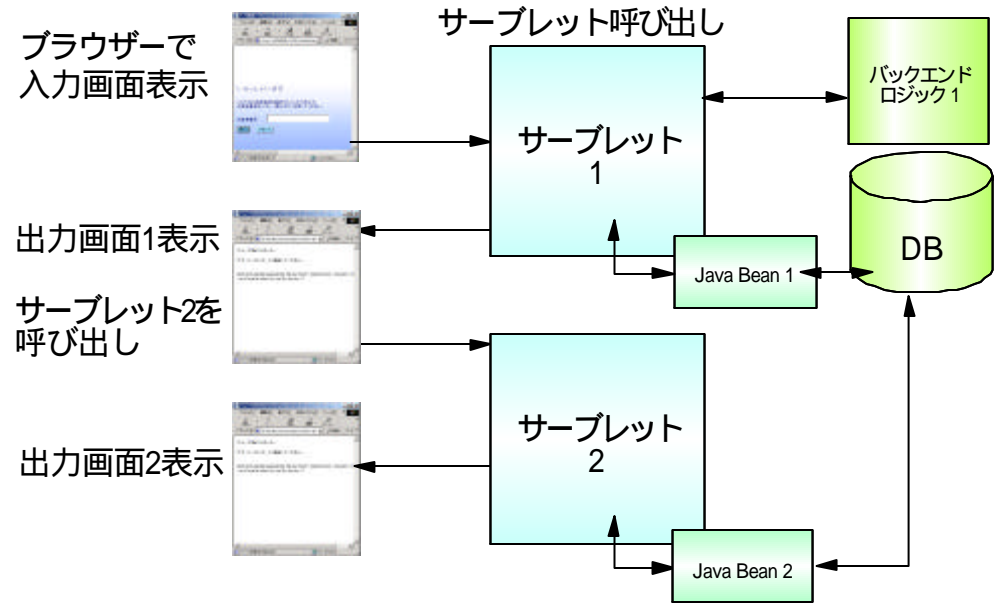 サーブレット呼び出し
ブラウザーで
入力画面表示
バックエンド
ロジック1
サーブレット
1
出力画面1表示
DB
Java Bean 1
サーブレット2を
呼び出し
サーブレット
2
出力画面2表示
Java Bean 2